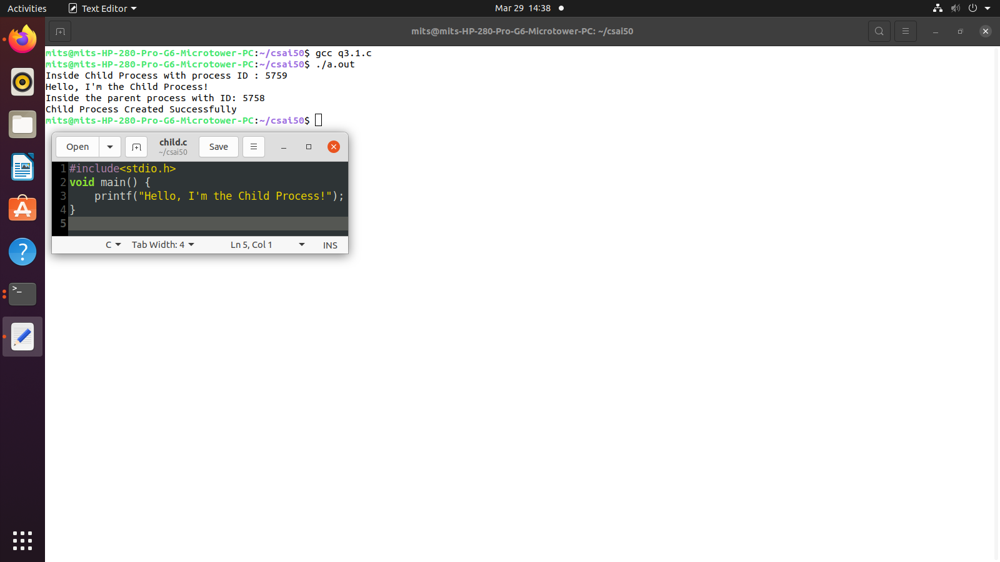 Activities
Text Editor
Mar 29 14:38
mits@mits-HP-280-Pro-G6-Microtower-PC: ~/csai50
mits@mits-HP-280-Pro-G6-Microtower-PC:~/csai50$ gcc q3.1.c
mits@mits-HP-280-Pro-G6-Microtower-PC:~/csai50$ ./a.out
Inside Child Process with process ID : 5759
Hello, I'm the Child Process!
Inside the parent process with ID: 5758
Child Process Created Successfully
mits@mits-HP-280-Pro-G6-Microtower-PC:~/csai50$
Open
child.c
~/csai50
Save
1 #include<stdio.h>
2 void main() {
3     printf("Hello, I'm the Child Process!");
4 }
5
C
Tab Width: 4
Ln 5, Col 1
INS